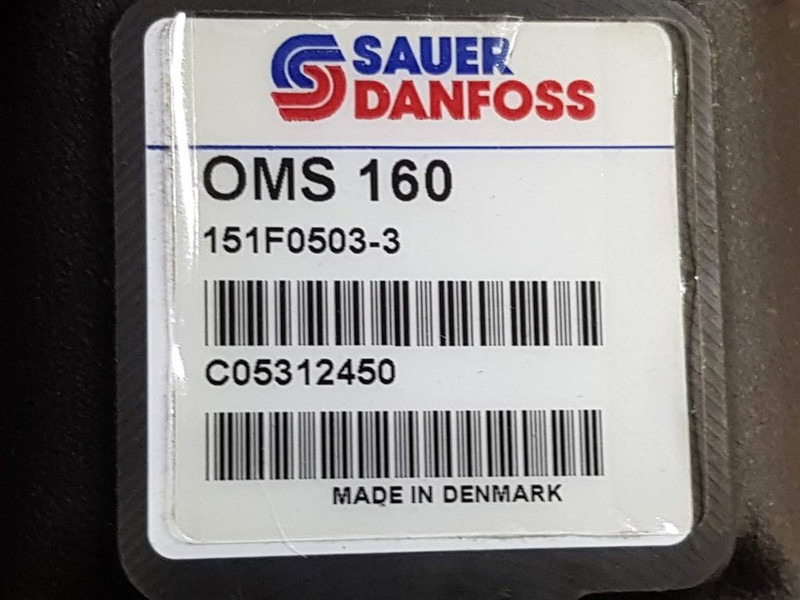 SAUER
DANFOSS
OMS 160
151F0503-3
C05312450
MADE IN DENMARK